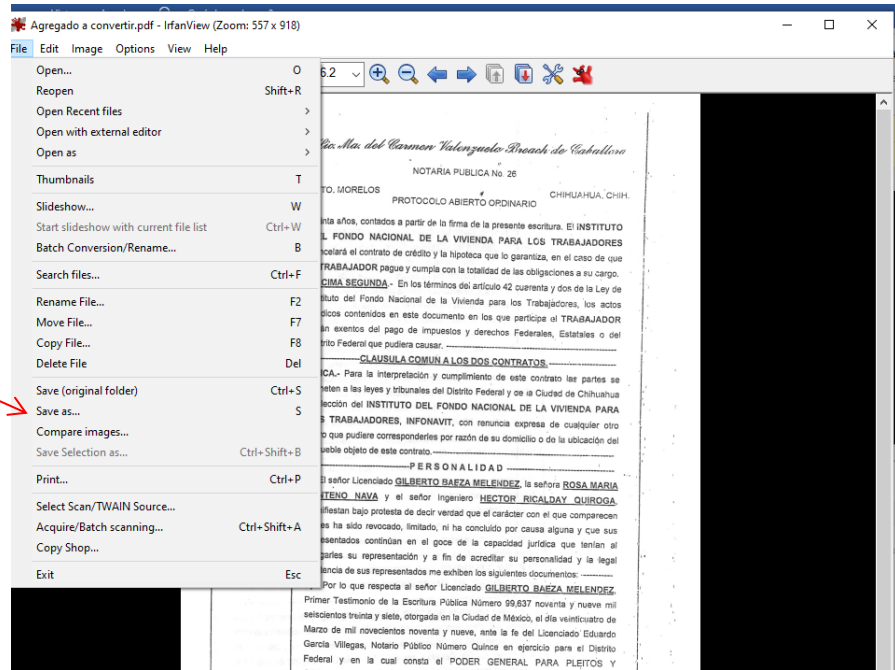 Agregado a convertir.pdf - IrfanView (Zoom: 557 x 918)
File Edit Image Options View Help
Open... O
Reopen Shift+R
Open Recent files >
Open with external editor >
Open as >
Thumbnails T
Slideshow... W
Start slideshow with current file list Ctrl+W
Batch Conversion/Rename... B
Search files... Ctrl+F
Rename File... F2
Move File... F7
Copy File... F8
Delete File Del
Save (original folder) Ctrl+S
Save as... S
Compare images...
Save Selection as... Ctrl+Shift+B
Print... Ctrl+P
Select Scan/TWAIN Source...
Acquire/Batch scanning... Ctrl+Shift+A
Copy Shop...
Exit Esc
6.2
Lic. Ma. del Carmen Valenzuela Breach de Caballero
NOTARIA PUBLICA No. 26
TO. MORELOS CHIHUAHUA, CHIH.
PROTOCOLO ABIERTO ORDINARIO
inta años, contados a partir de la firma de la presente escritura. El INSTITUTO
L FONDO NACIONAL DE LA VIVIENDA PARA LOS TRABAJADORES
ncelará el contrato de crédito y la hipoteca que lo garantiza, en el caso de que
TRABAJADOR pague y cumpla con la totalidad de las obligaciones a su cargo.
CIMA SEGUNDA.- En los términos del artículo 42 cuarenta y dos de la Ley de
tituto del Fondo Nacional de la Vivienda para los Trabajadores, los actos
dicos contenidos en este documento en los que participe el TRABAJADOR
án exentos del pago de impuestos y derechos Federales, Estatales o del
trito Federal que pudiera causar.
CLAUSULA COMUN A LOS DOS CONTRATOS.
ICA.- Para la interpretación y cumplimiento de este contrato las partes se
neten a las leyes y tribunales del Distrito Federal y de la Ciudad de Chihuahua
lección del INSTITUTO DEL FONDO NACIONAL DE LA VIVIENDA PARA
S TRABAJADORES, INFONAVIT, con renuncia expresa de cualquier otro
o que pudiere corresponderles por razón de su domicilio o de la ubicación del
ueble objeto de este contrato.
PERSONALIDAD
El señor Licenciado GILBERTO BAEZA MELENDEZ, la señora ROSA MARIA
NTENO NAVA y el señor Ingeniero HECTOR RICALDAY QUIROGA,
nifiestan bajo protesta de decir verdad que el carácter con el que comparecen
es ha sido revocado, limitado, ni ha concluido por causa alguna y que sus
esentados continúan en el goce de la capacidad jurídica que tenían al
garles su representación y a fin de acreditar su personalidad y la legal
tencia de sus representados me exhiben los siguientes documentos:
Por lo que respecta al señor Licenciado GILBERTO BAEZA MELENDEZ,
Primer Testimonio de la Escritura Pública Número 99,637 noventa y nueve mil
seiscientos treinta y siete, otorgada en la Ciudad de México, el día veinticuatro de
Marzo de mil novecientos noventa y nueve, ante la fe del Licenciado Eduardo
García Villegas, Notario Público Número Quince en ejercicio para el Distrito
Federal y en la cual consta el PODER GENERAL PARA PLEITOS Y